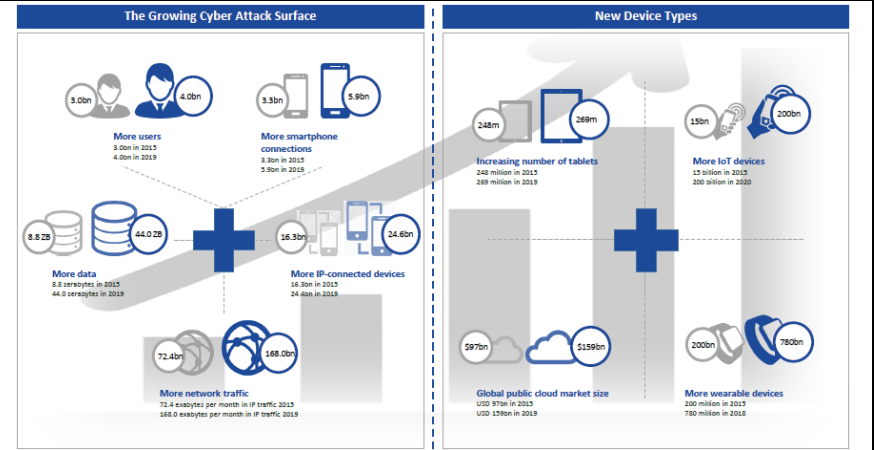 The Growing Cyber Attack Surface
3.0bn
4.0bn
More users
3.0bn in 2015
4.0bn in 2019
3.3bn
5.9bn
More smartphone
connections
3.3bn in 2015
5.9bn in 2019
8.8 ZB
44.0 ZB
More data
8.8 zerabytes in 2015
44.0 zerabytes in 2019
16.3bn
24.6bn
More IP-connected devices
16.3bn in 2015
24.4bn in 2019
72.4bn
168.0bn
More network traffic
72.4 exabytes per month in IP traffic 2015
168.0 exabytes per month in IP traffic 2019
New Device Types
248m
269m
Increasing number of tablets
248 million in 2015
269 million in 2019
15bn
200bn
More IoT devices
15 billion in 2015
200 billion in 2020
$97bn
$159bn
Global public cloud market size
USD 97bn in 2015
USD 159bn in 2019
200bn
780bn
More wearable devices
200 million in 2015
780 million in 2018